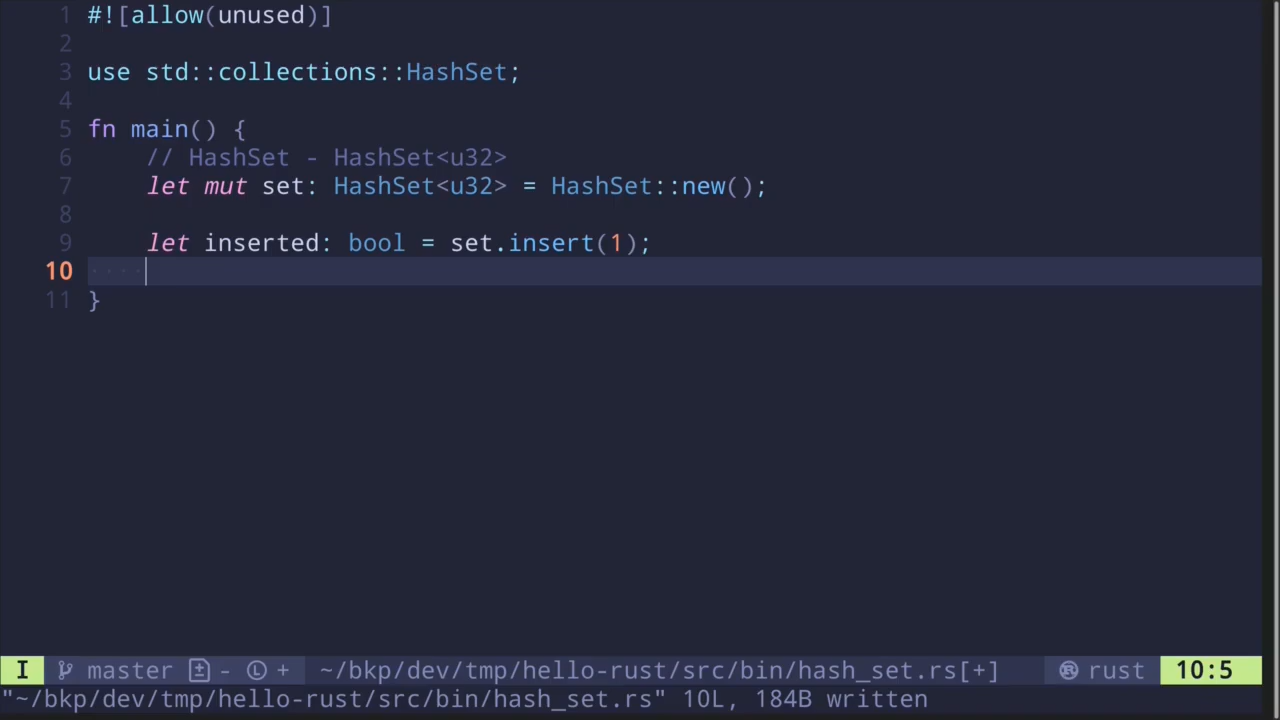 1 #![allow(unused)]
2
3 use std::collections::HashSet;
4
5 fn main() {
6 // HashSet - HashSet<u32>
7 let mut set: HashSet<u32> = HashSet::new();
8
9 let inserted: bool = set.insert(1);
10
11 }
I master - + ~/bkp/dev/tmp/hello-rust/src/bin/hash_set.rs[+] rust 10:5
"~/bkp/dev/tmp/hello-rust/src/bin/hash_set.rs" 10L, 184B written